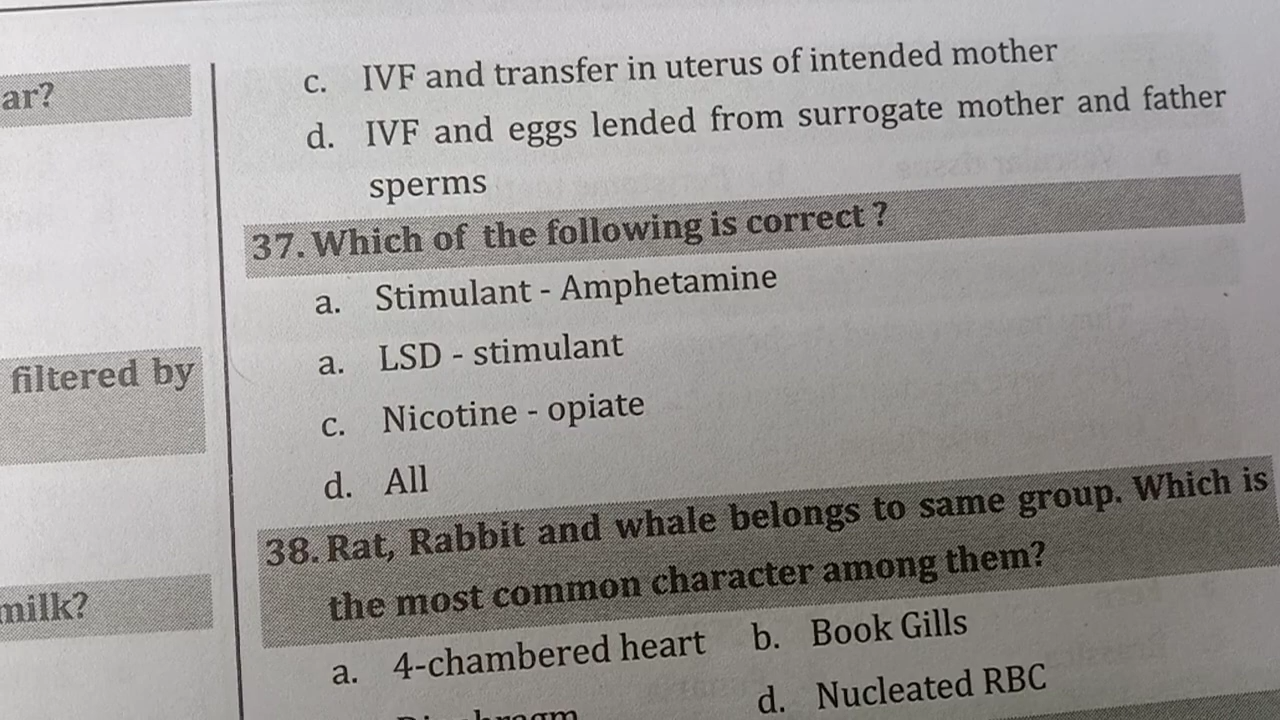 ar?
filtered by
milk?
c. IVF and transfer in uterus of intended mother
d. IVF and eggs lended from surrogate mother and father
sperms
37. Which of the following is correct ?
a. Stimulant - Amphetamine
a. LSD - stimulant
c. Nicotine - opiate
d. All
38. Rat, Rabbit and whale belongs to same group. Which is
the most common character among them?
a. 4-chambered heart b. Book Gills
d. Nucleated RBC